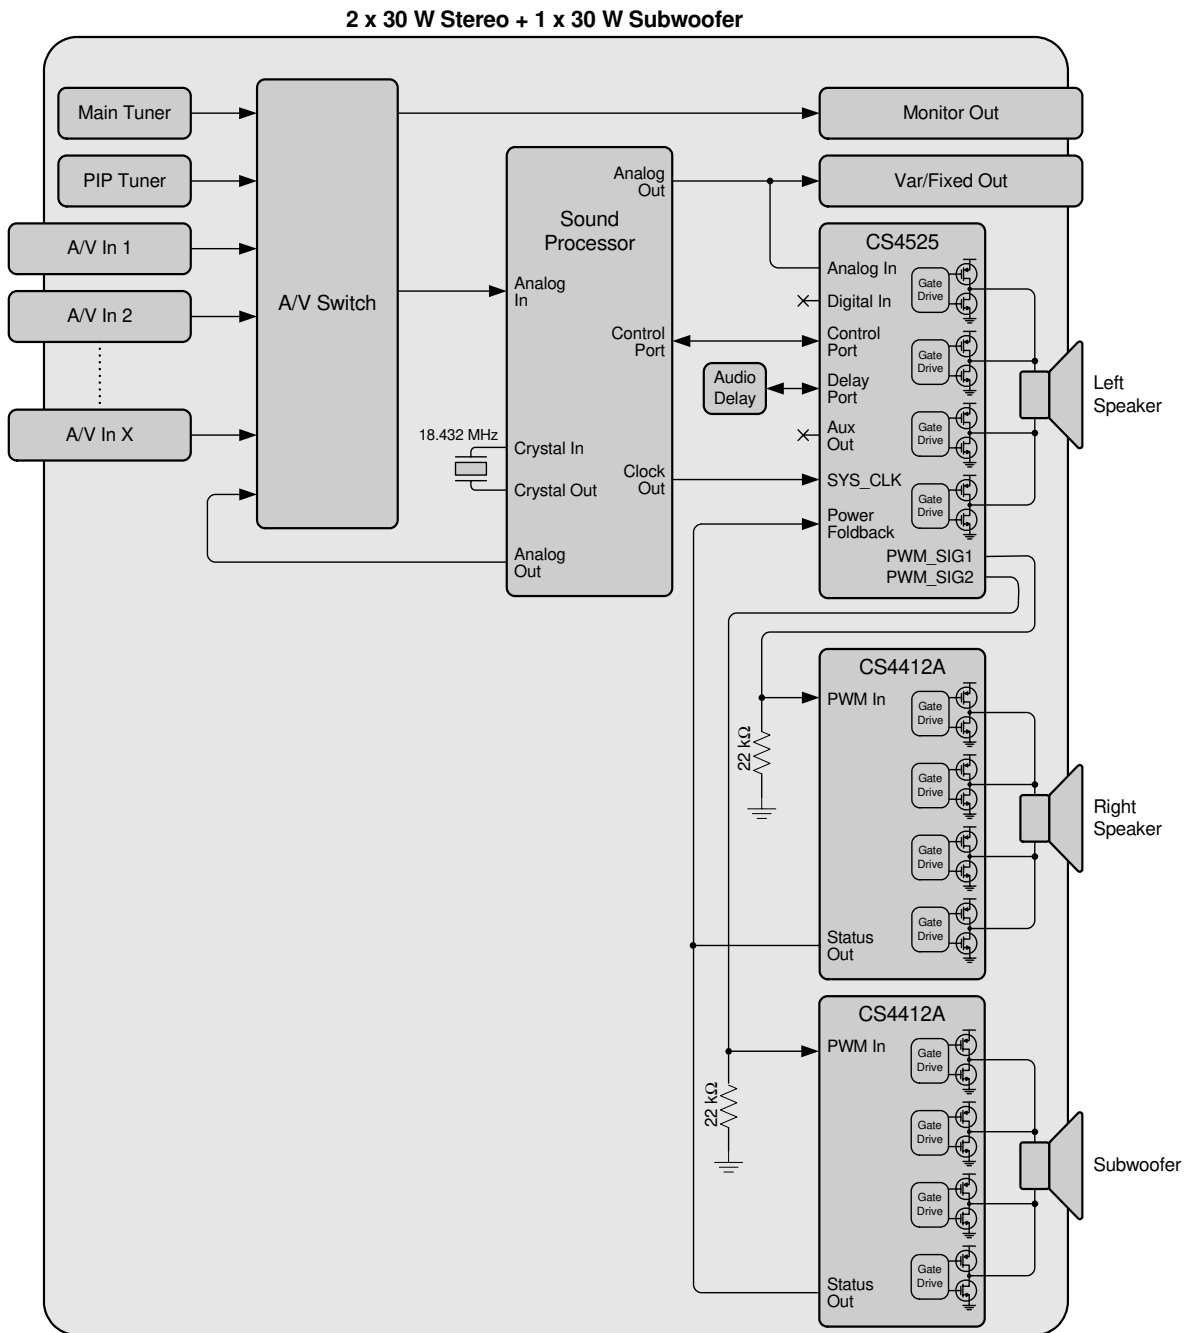 2 x 30 W Stereo + 1 x 30 W Subwoofer
Main Tuner
PIP Tuner
A/V In 1
A/V In 2
A/V In X
A/V Switch
Sound
Processor
Analog
Out
Analog
In
Control
Port
18.432 MHz
Crystal In
Crystal Out
Clock
Out
Analog
Out
Audio
Delay
Monitor Out
Var/Fixed Out
CS4525
Analog In
Digital In
Control
Port
Delay
Port
Aux
Out
SYS_CLK
Power
Foldback
PWM_SIG1
PWM_SIG2
Gate
Drive
Gate
Drive
Gate
Drive
Gate
Drive
Left
Speaker
CS4412A
PWM In
22 kΩ
Status
Out
Gate
Drive
Gate
Drive
Gate
Drive
Gate
Drive
Right
Speaker
CS4412A
PWM In
22 kΩ
Status
Out
Gate
Drive
Gate
Drive
Gate
Drive
Gate
Drive
Subwoofer